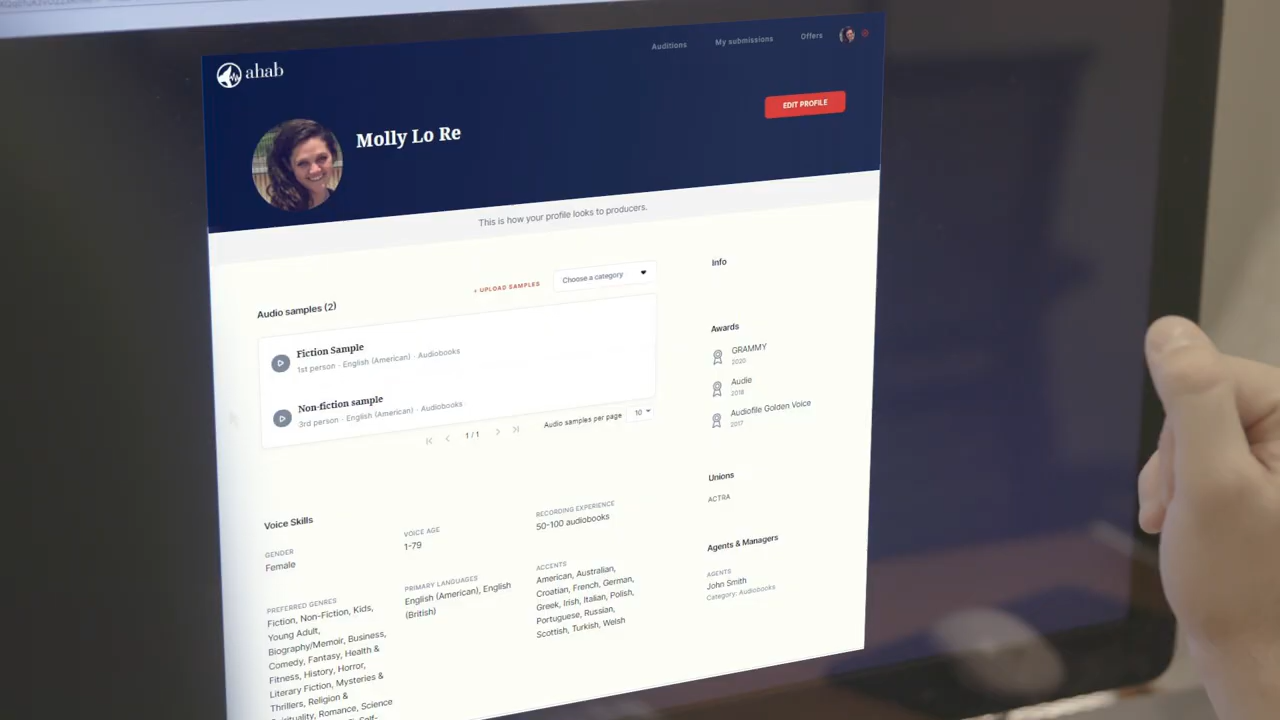 ahab
Auditions
My submissions
Offers
EDIT PROFILE
Molly Lo Re
This is how your profile looks to producers.
Audio samples (2)
+ UPLOAD SAMPLES
Choose a category
Fiction Sample
1st person · English (American) · Audiobooks
Non-fiction sample
3rd person · English (American) · Audiobooks
1 / 1
Audio samples per page
10
Info
Awards
GRAMMY
2020
Audie
2018
Audiofile Golden Voice
2017
Unions
ACTRA
Agents & Managers
AGENTS
John Smith
Category: Audiobooks
Voice Skills
GENDER
Female
VOICE AGE
1-79
RECORDING EXPERIENCE
50-100 audiobooks
PREFERRED GENRES
Fiction, Non-Fiction, Kids,
Young Adult,
Biography/Memoir, Business,
Comedy, Fantasy, Health &
Fitness, History, Horror,
Literary Fiction, Mysteries &
Thrillers, Religion &
Spirituality, Romance, Science
PRIMARY LANGUAGES
English (American), English
(British)
ACCENTS
American, Australian,
Croatian, French, German,
Greek, Irish, Italian, Polish,
Portuguese, Russian,
Scottish, Turkish, Welsh